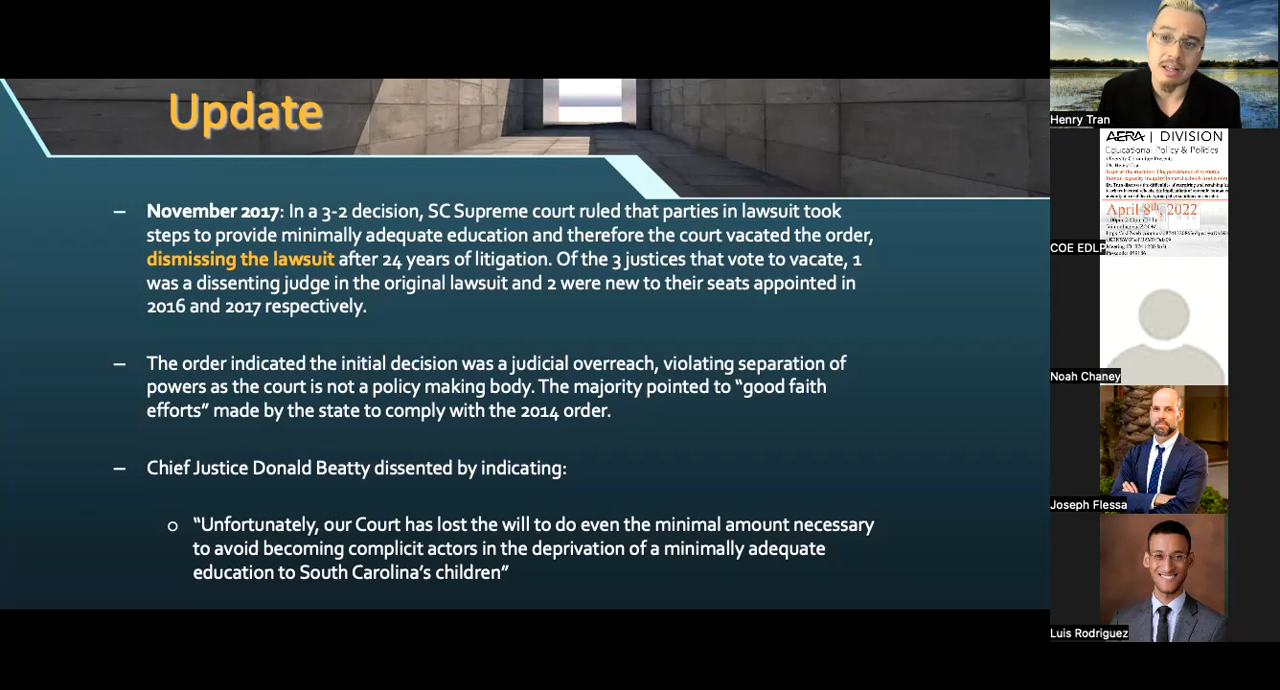 Update
– November 2017: In a 3-2 decision, SC Supreme court ruled that parties in lawsuit took
steps to provide minimally adequate education and therefore the court vacated the order,
dismissing the lawsuit after 24 years of litigation. Of the 3 justices that vote to vacate, 1
was a dissenting judge in the original lawsuit and 2 were new to their seats appointed in
2016 and 2017 respectively.
– The order indicated the initial decision was a judicial overreach, violating separation of
powers as the court is not a policy making body. The majority pointed to “good faith
efforts” made by the state to comply with the 2014 order.
– Chief Justice Donald Beatty dissented by indicating:
o “Unfortunately, our Court has lost the will to do even the minimal amount necessary
to avoid becoming complicit actors in the deprivation of a minimally adequate
education to South Carolina’s children”
Henry Tran
AERA | DIVISION
Educational Policy & Politics
Diversity Committee Presents
April 8th, 2022
COE EDLP
Noah Chaney
Joseph Flessa
Luis Rodriguez